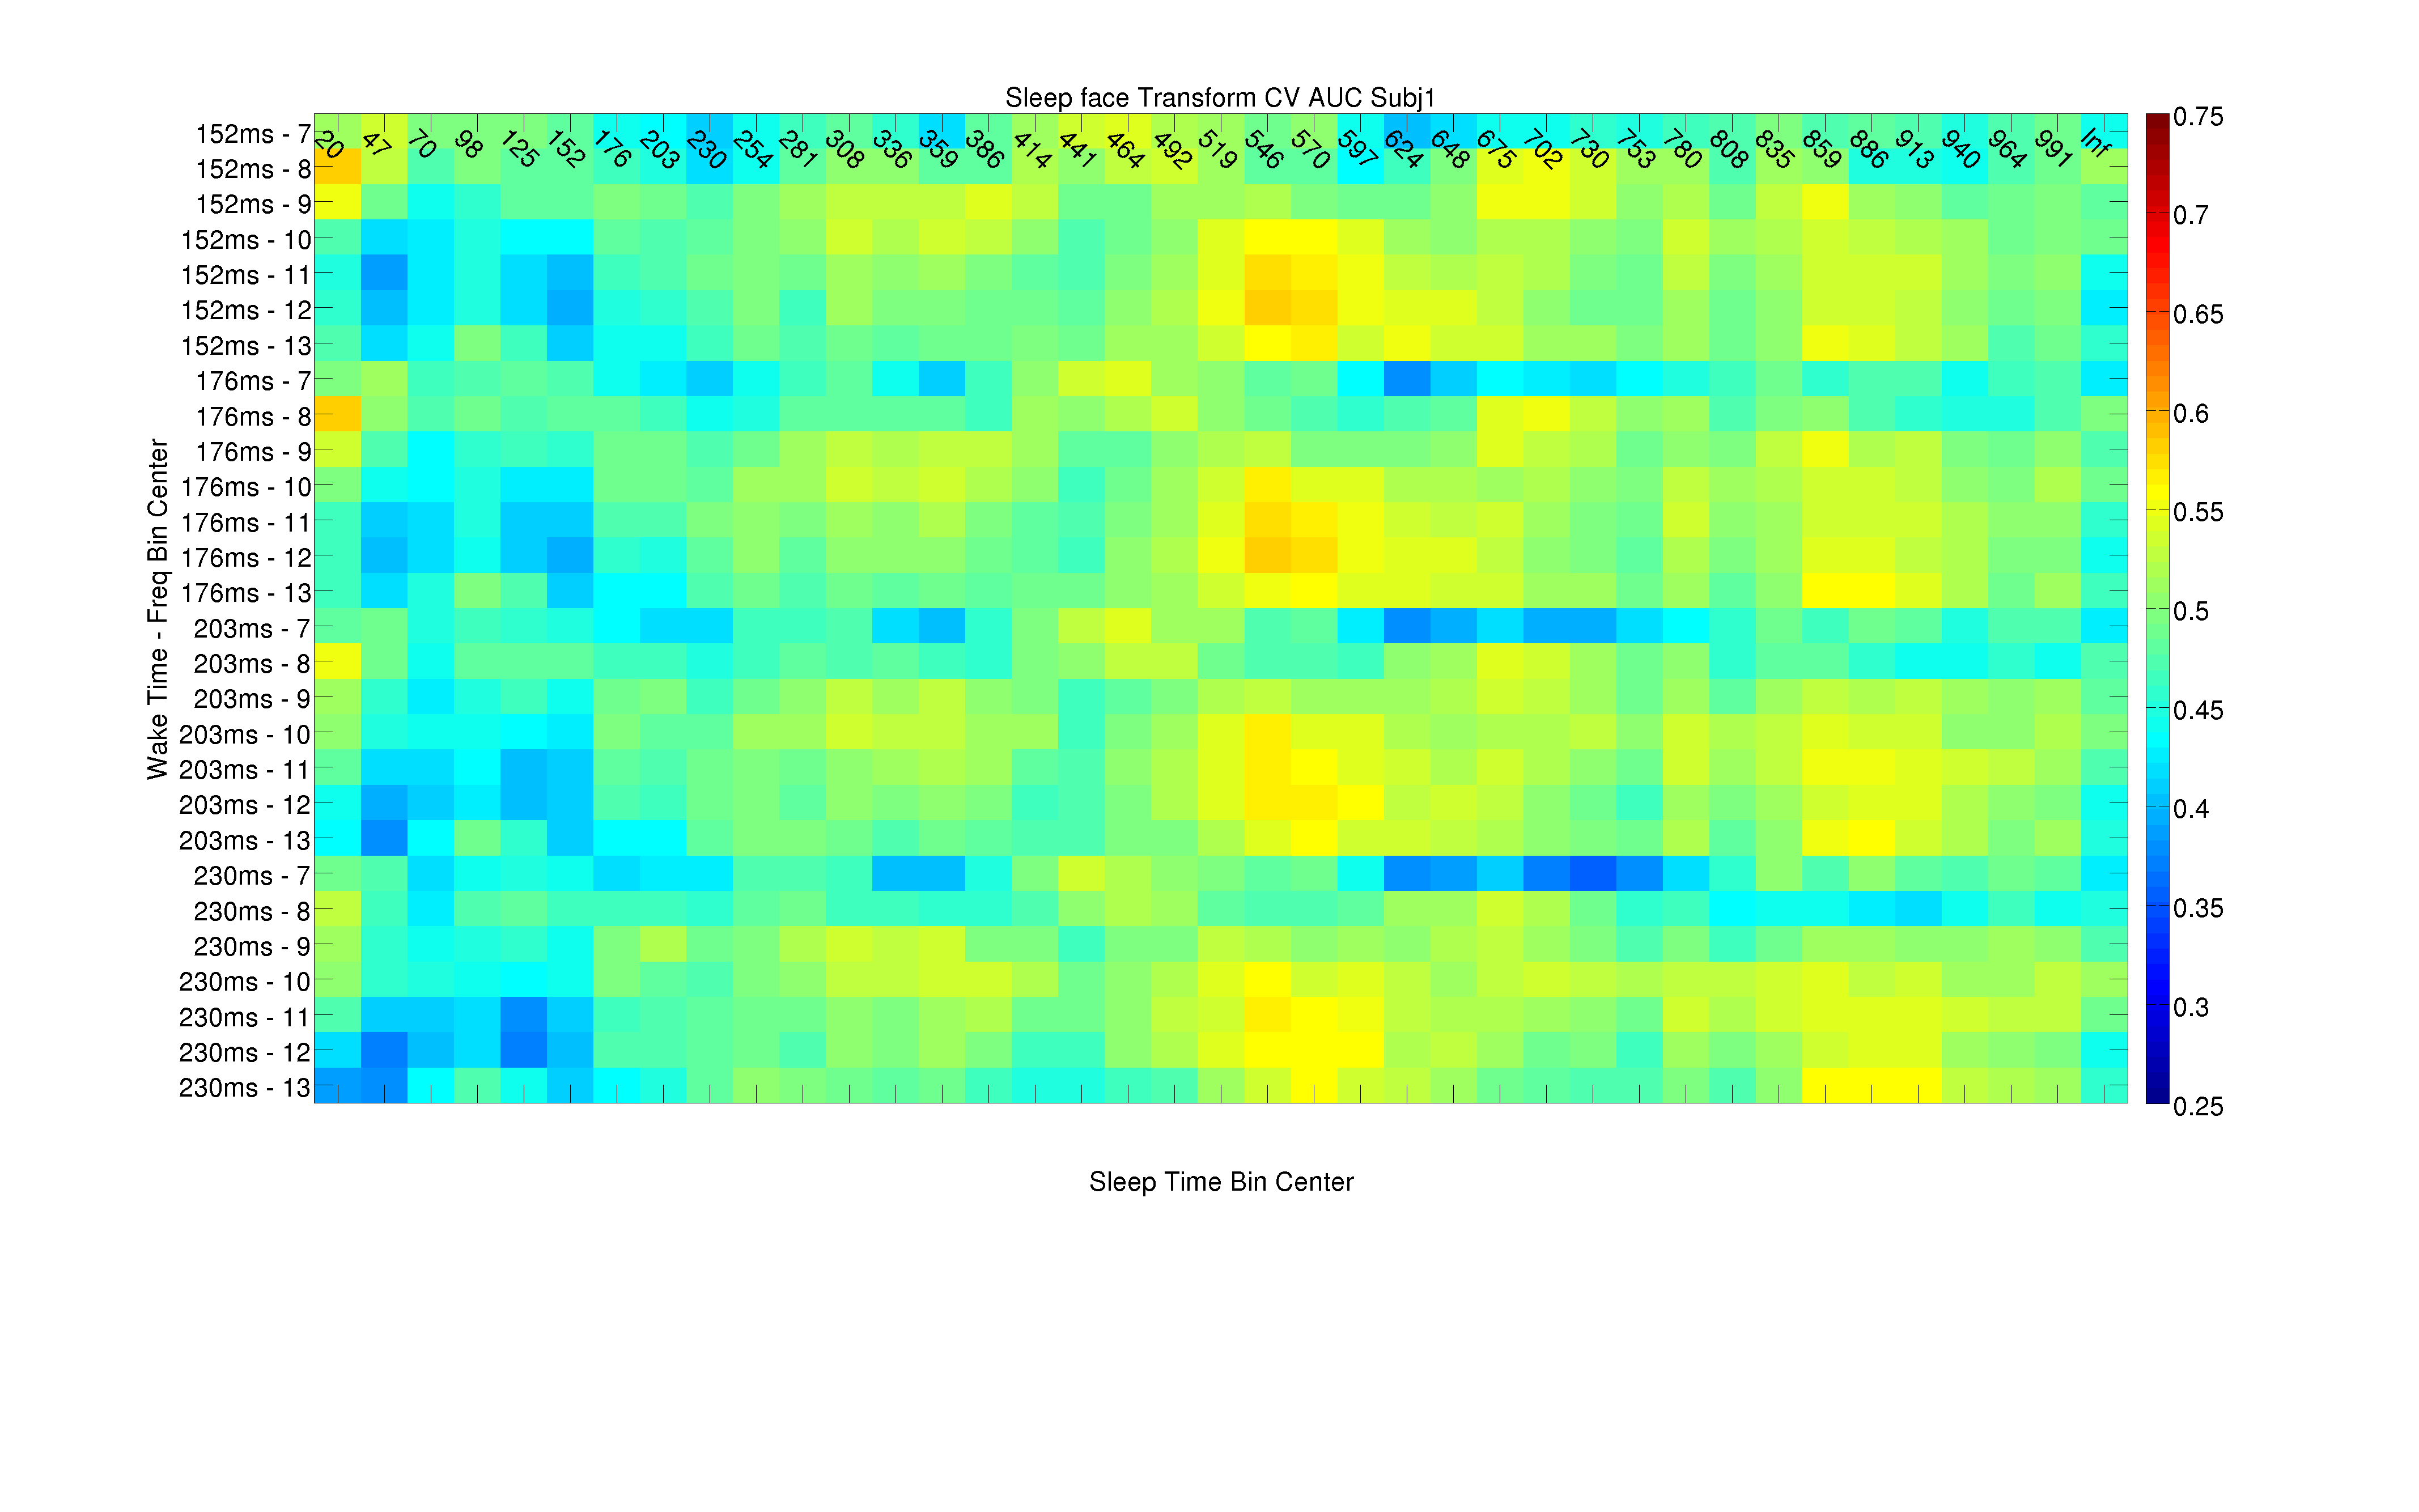 Sleep face Transform CV AUC Subj1
20 47 70 98 125 152 176 203 230 254 281 308 336 359 386 414 441 464 492 519 546 570 597 624 648 675 702 730 753 780 808 835 859 886 913 940 964 991 Inf
152ms - 7
152ms - 8
152ms - 9
152ms - 10
152ms - 11
152ms - 12
152ms - 13
176ms - 7
176ms - 8
176ms - 9
176ms - 10
176ms - 11
176ms - 12
176ms - 13
203ms - 7
203ms - 8
203ms - 9
203ms - 10
203ms - 11
203ms - 12
203ms - 13
230ms - 7
230ms - 8
230ms - 9
230ms - 10
230ms - 11
230ms - 12
230ms - 13
Wake Time - Freq Bin Center
0.75
0.7
0.65
0.6
0.55
0.5
0.45
0.4
0.35
0.3
0.25
Sleep Time Bin Center